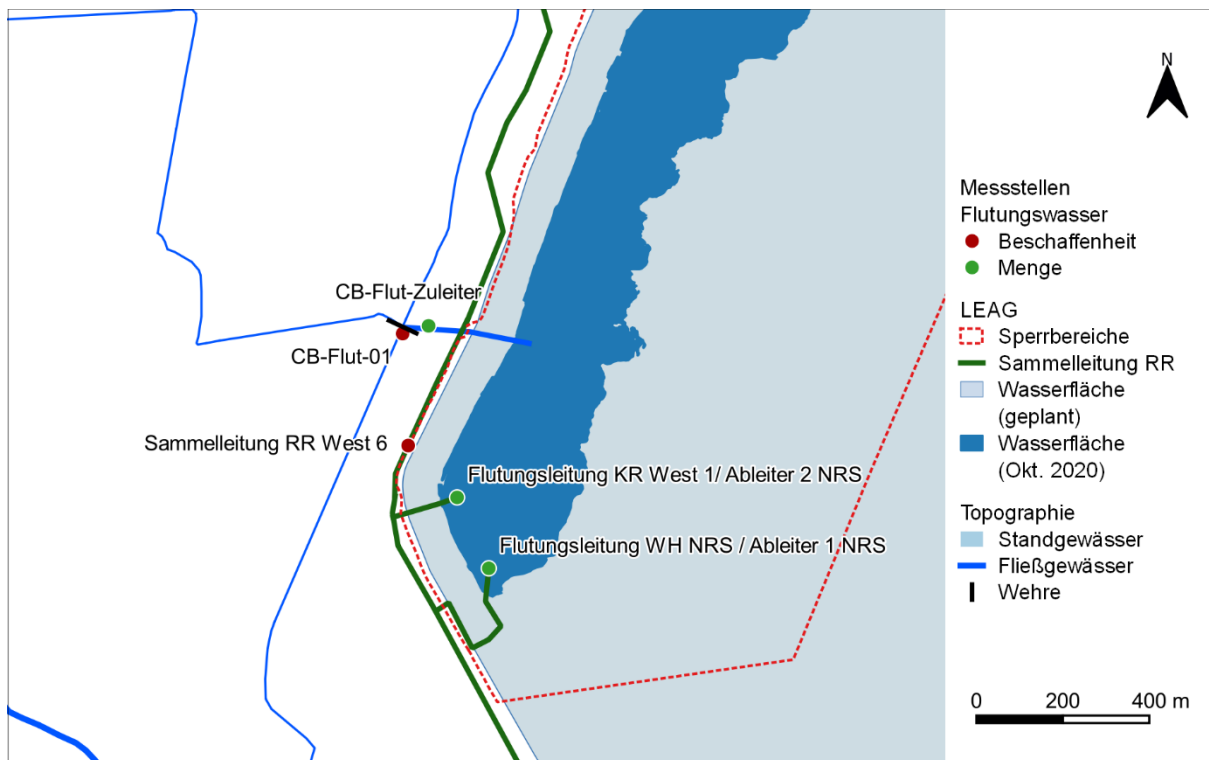 CB-Flut-Zuleiter
CB-Flut-01
Sammelleitung RR West 6
Flutungsleitung KR West 1/ Ableiter 2 NRS
Flutungsleitung WH NRS / Ableiter 1 NRS
N
Messstellen
Flutungswasser
Beschaffenheit
Menge
LEAG
Sperrbereiche
Sammelleitung RR
Wasserfläche
(geplant)
Wasserfläche
(Okt. 2020)
Topographie
Standgewässer
Fließgewässer
Wehre
0 200 400 m